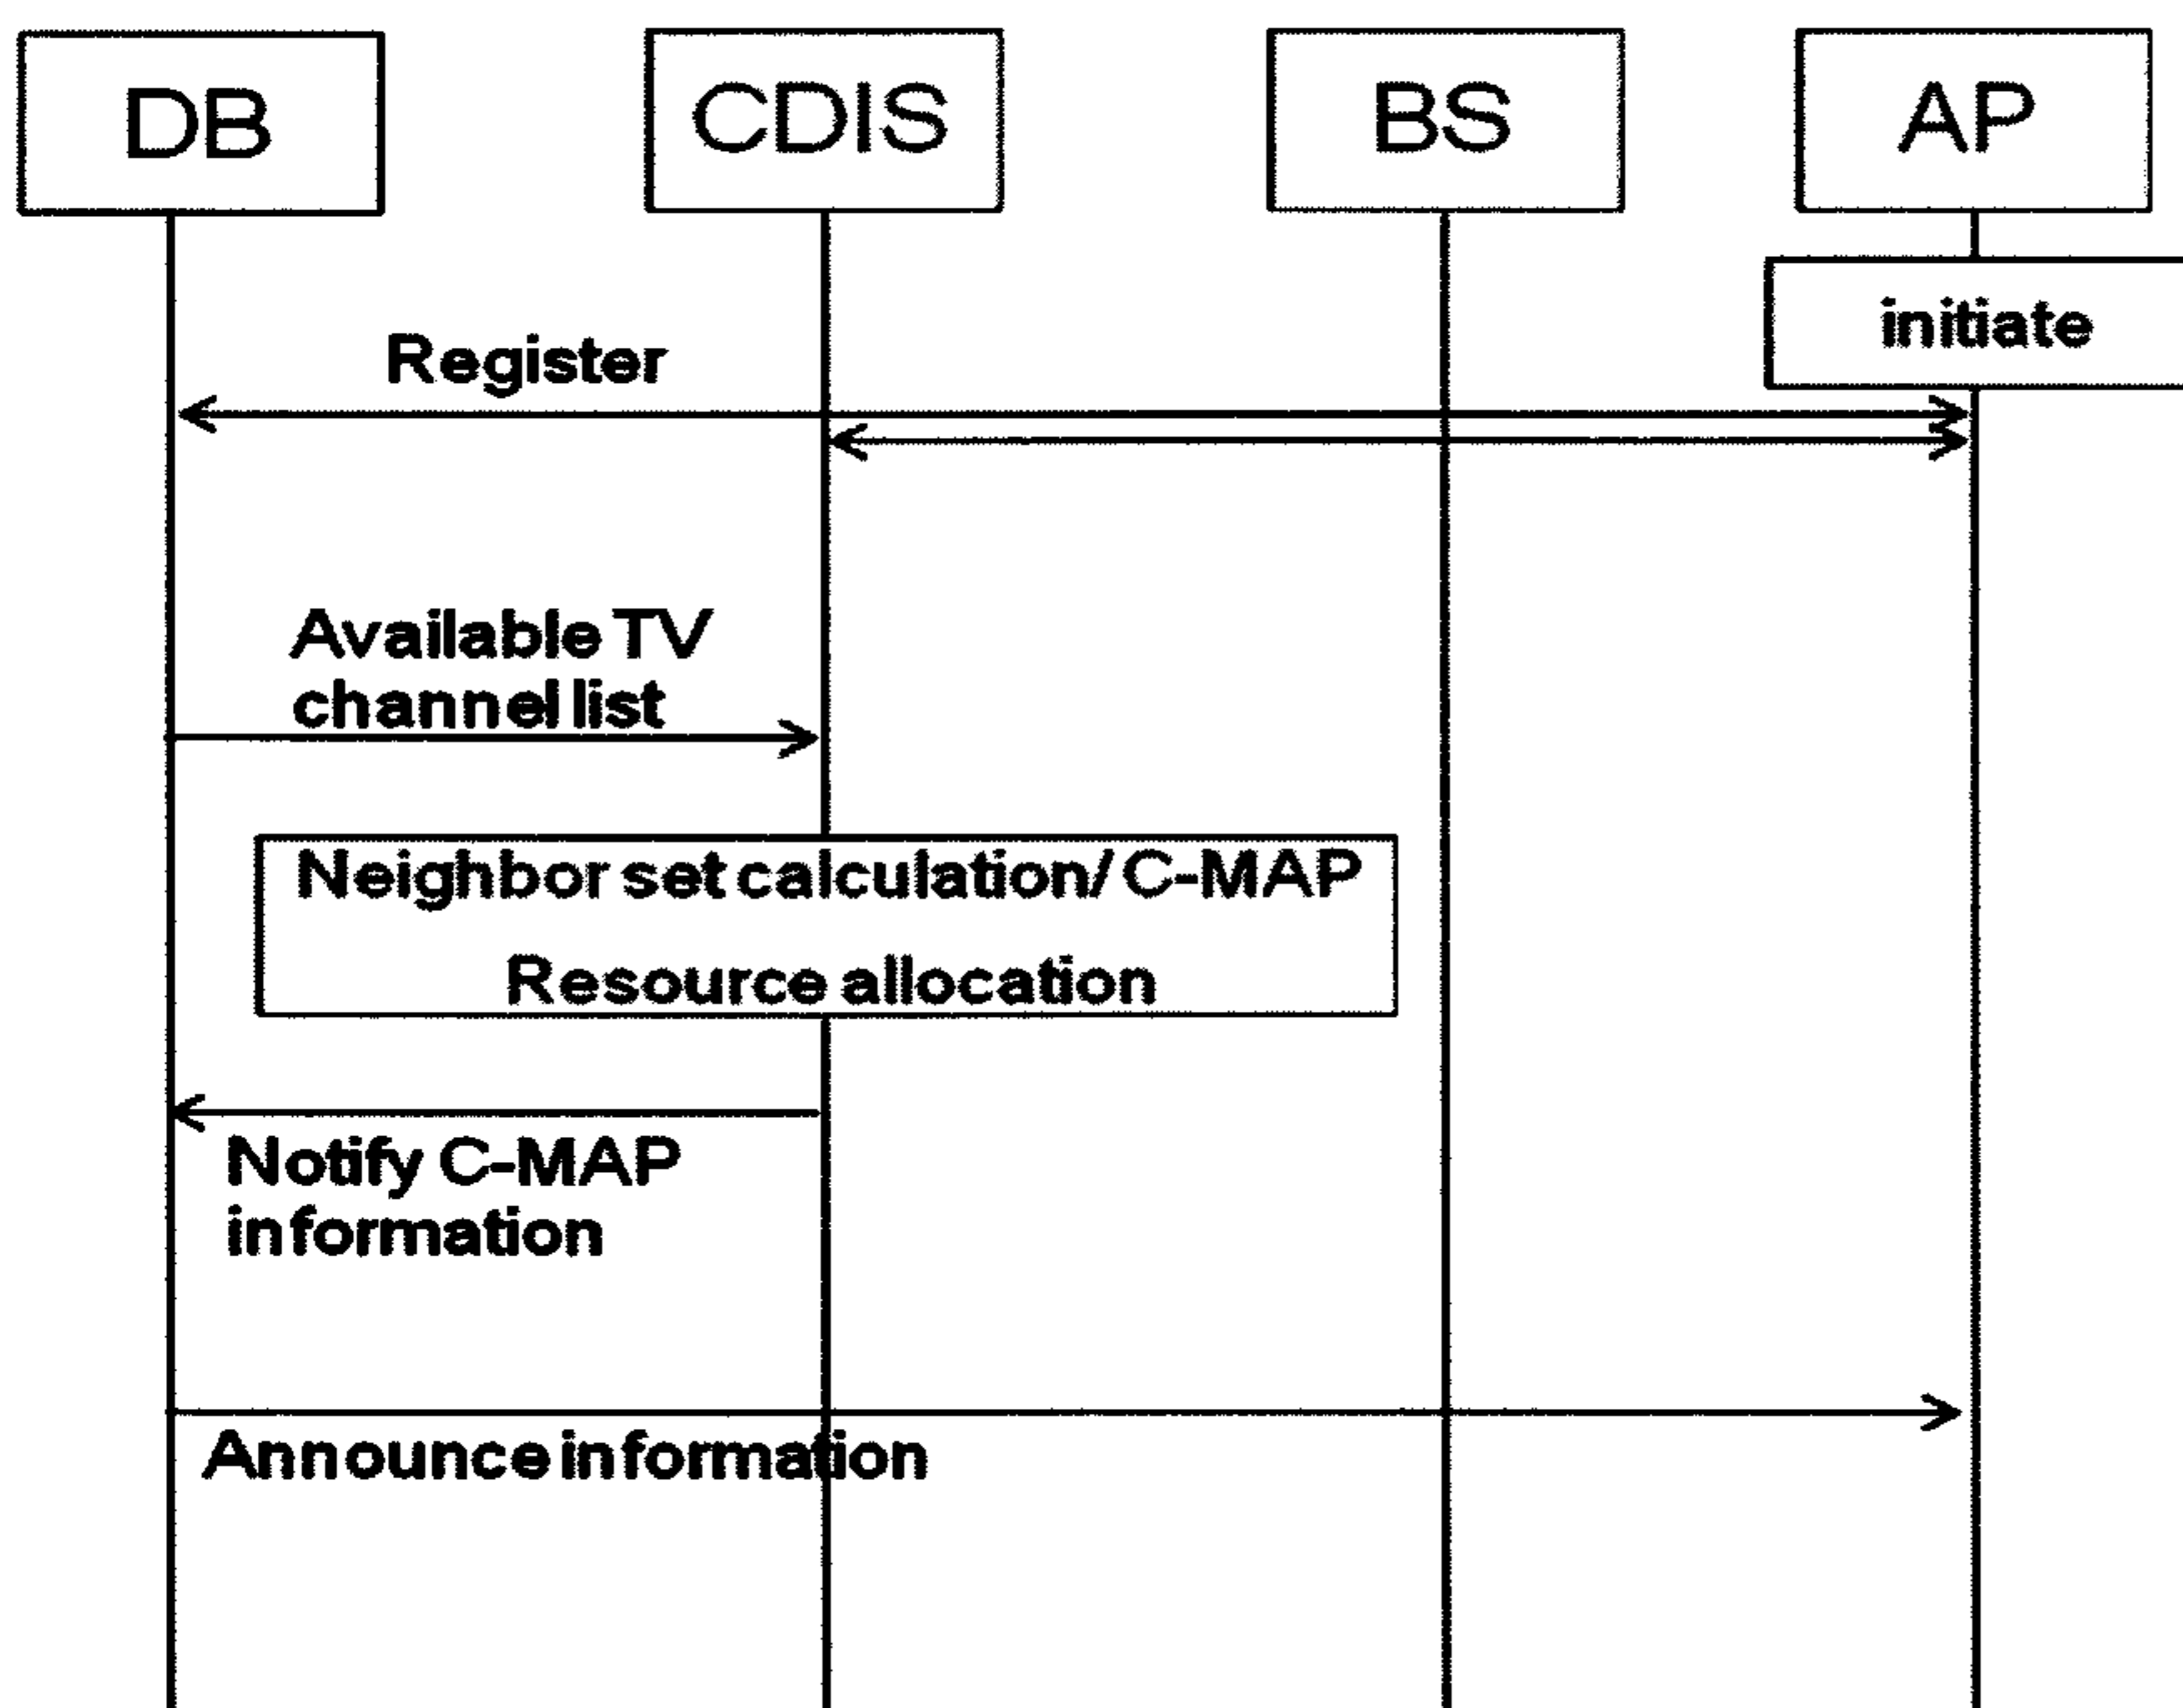 DB
CDIS
BS
AP
initiate
Register
Available TV
channel list
Neighbor set calculation/ C-MAP
Resource allocation
Notify C-MAP
information
Announce information